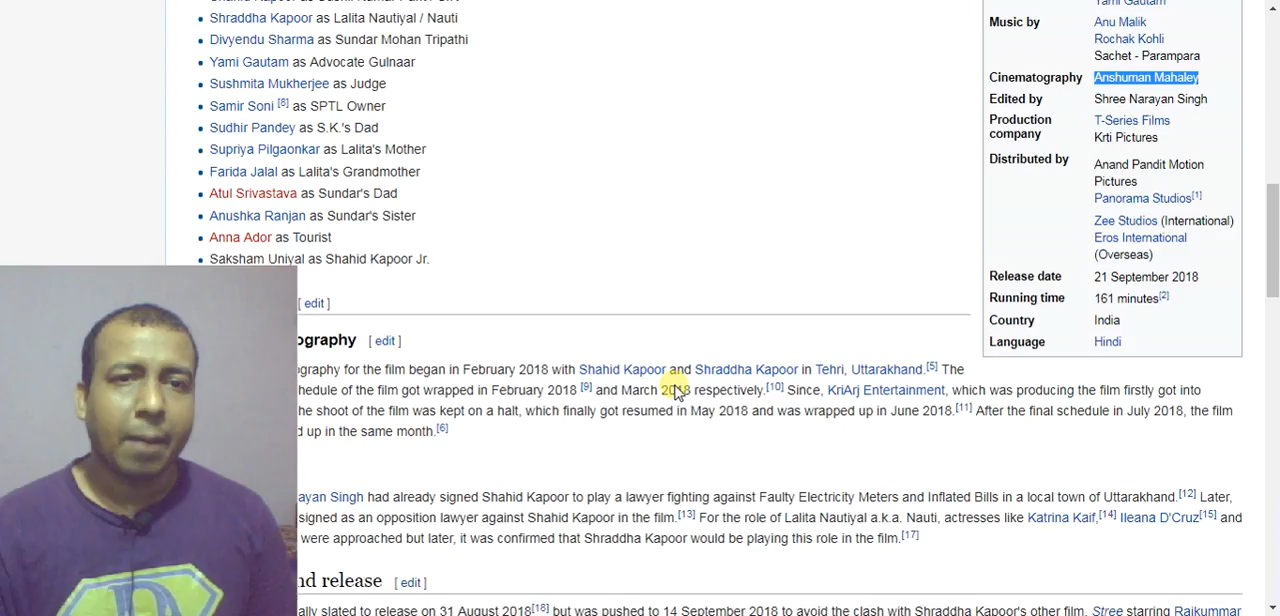 Shraddha Kapoor as Lalita Nautiyal / Nauti
Divyendu Sharma as Sundar Mohan Tripathi
Yami Gautam as Advocate Gulnaar
Sushmita Mukherjee as Judge
Samir Soni [8] as SPTL Owner
Sudhir Pandey as S.K.'s Dad
Supriya Pilgaonkar as Lalita's Mother
Farida Jalal as Lalita's Grandmother
Atul Srivastava as Sundar's Dad
Anushka Ranjan as Sundar's Sister
Anna Ador as Tourist
Saksham Uniyal as Shahid Kapoor Jr.
[ edit ]
ography [ edit ]
ography for the film began in February 2018 with Shahid Kapoor and Shraddha Kapoor in Tehri, Uttarakhand.[5] The
hedule of the film got wrapped in February 2018 [9] and March 2018 respectively.[10] Since, KriArj Entertainment, which was producing the film firstly got into
he shoot of the film was kept on a halt, which finally got resumed in May 2018 and was wrapped up in June 2018.[11] After the final schedule in July 2018, the film
d up in the same month.[6]
ayan Singh had already signed Shahid Kapoor to play a lawyer fighting against Faulty Electricity Meters and Inflated Bills in a local town of Uttarakhand.[12] Later,
signed as an opposition lawyer against Shahid Kapoor in the film.[13] For the role of Lalita Nautiyal a.k.a. Nauti, actresses like Katrina Kaif,[14] Ileana D'Cruz[15] and
were approached but later, it was confirmed that Shraddha Kapoor would be playing this role in the film.[17]
nd release [ edit ]
ally slated to release on 31 August 2018[18] but was pushed to 14 September 2018 to avoid the clash with Shraddha Kapoor's other film, Stree starring Rajkummar
Yami Gautam
Music by Anu Malik
Rochak Kohli
Sachet - Parampara
Cinematography Anshuman Mahaley
Edited by Shree Narayan Singh
Production company T-Series Films
Krti Pictures
Distributed by Anand Pandit Motion
Pictures
Panorama Studios[1]
Zee Studios (International)
Eros International
(Overseas)
Release date 21 September 2018
Running time 161 minutes[2]
Country India
Language Hindi